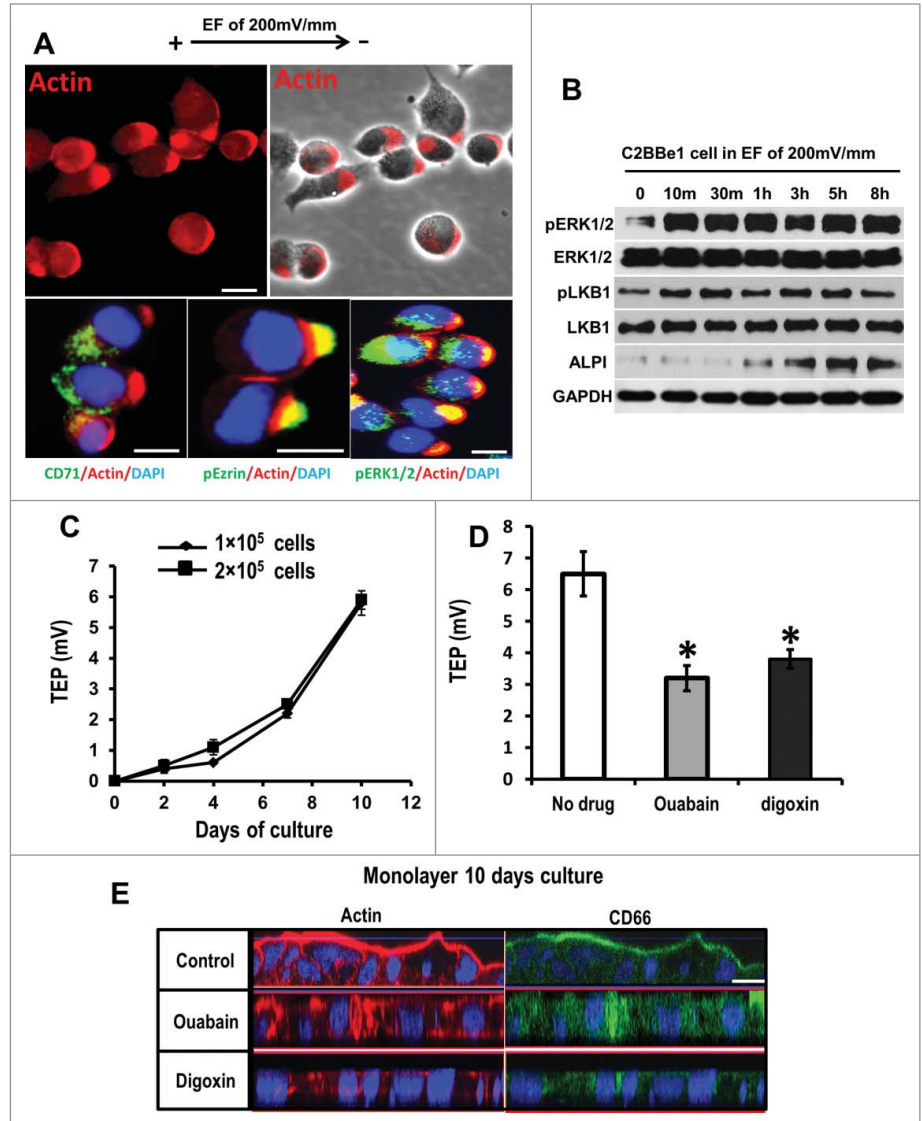 A
EF of 200mV/mm
+ -
Actin
Actin
CD71/Actin/DAPI
pEzrin/Actin/DAPI
pERK1/2/Actin/DAPI
B
C2BBe1 cell in EF of 200mV/mm
0 10m 30m 1h 3h 5h 8h
pERK1/2
ERK1/2
pLKB1
LKB1
ALPI
GAPDH
C
1×10⁵ cells
2×10⁵ cells
TEP (mV)
7
6
5
4
3
2
1
0
0 2 4 6 8 10 12
Days of culture
D
TEP (mV)
8
7
6
5
4
3
2
1
0
* *
No drug Ouabain digoxin
E
Monolayer 10 days culture
Actin CD66
Control
Ouabain
Digoxin